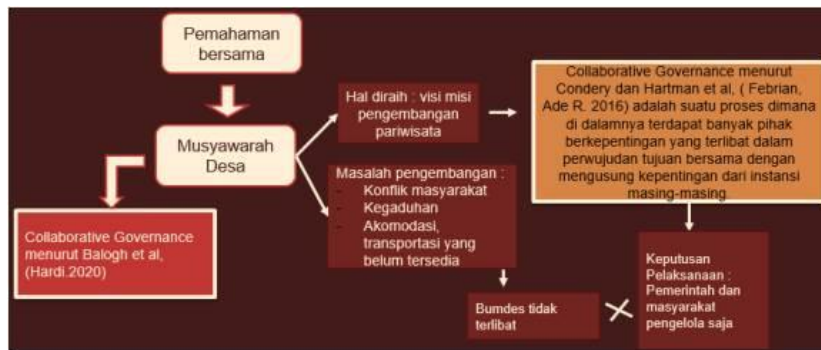 Pemahaman
bersama
Musyawarah
Desa
Collaborative Governance
menurut Balogh et al,
(Hardi.2020)
Hal diraih : visi misi
pengembangan
pariwisata
Masalah pengembangan :
- Konflik masyarakat
- Kegaduhan
- Akomodasi,
transportasi yang
belum tersedia
Collaborative Governance menurut
Condery dan Hartman et al, ( Febrian,
Ade R. 2016) adalah suatu proses dimana
di dalamnya terdapat banyak pihak
berkepentingan yang terlibat dalam
perwujudan tujuan bersama dengan
mengusung kepentingan dari instansi
masing-masing.
Bumdes tidak
terlibat
Keputusan
Pelaksanaan :
Pemerintah dan
masyarakat
pengelola saja